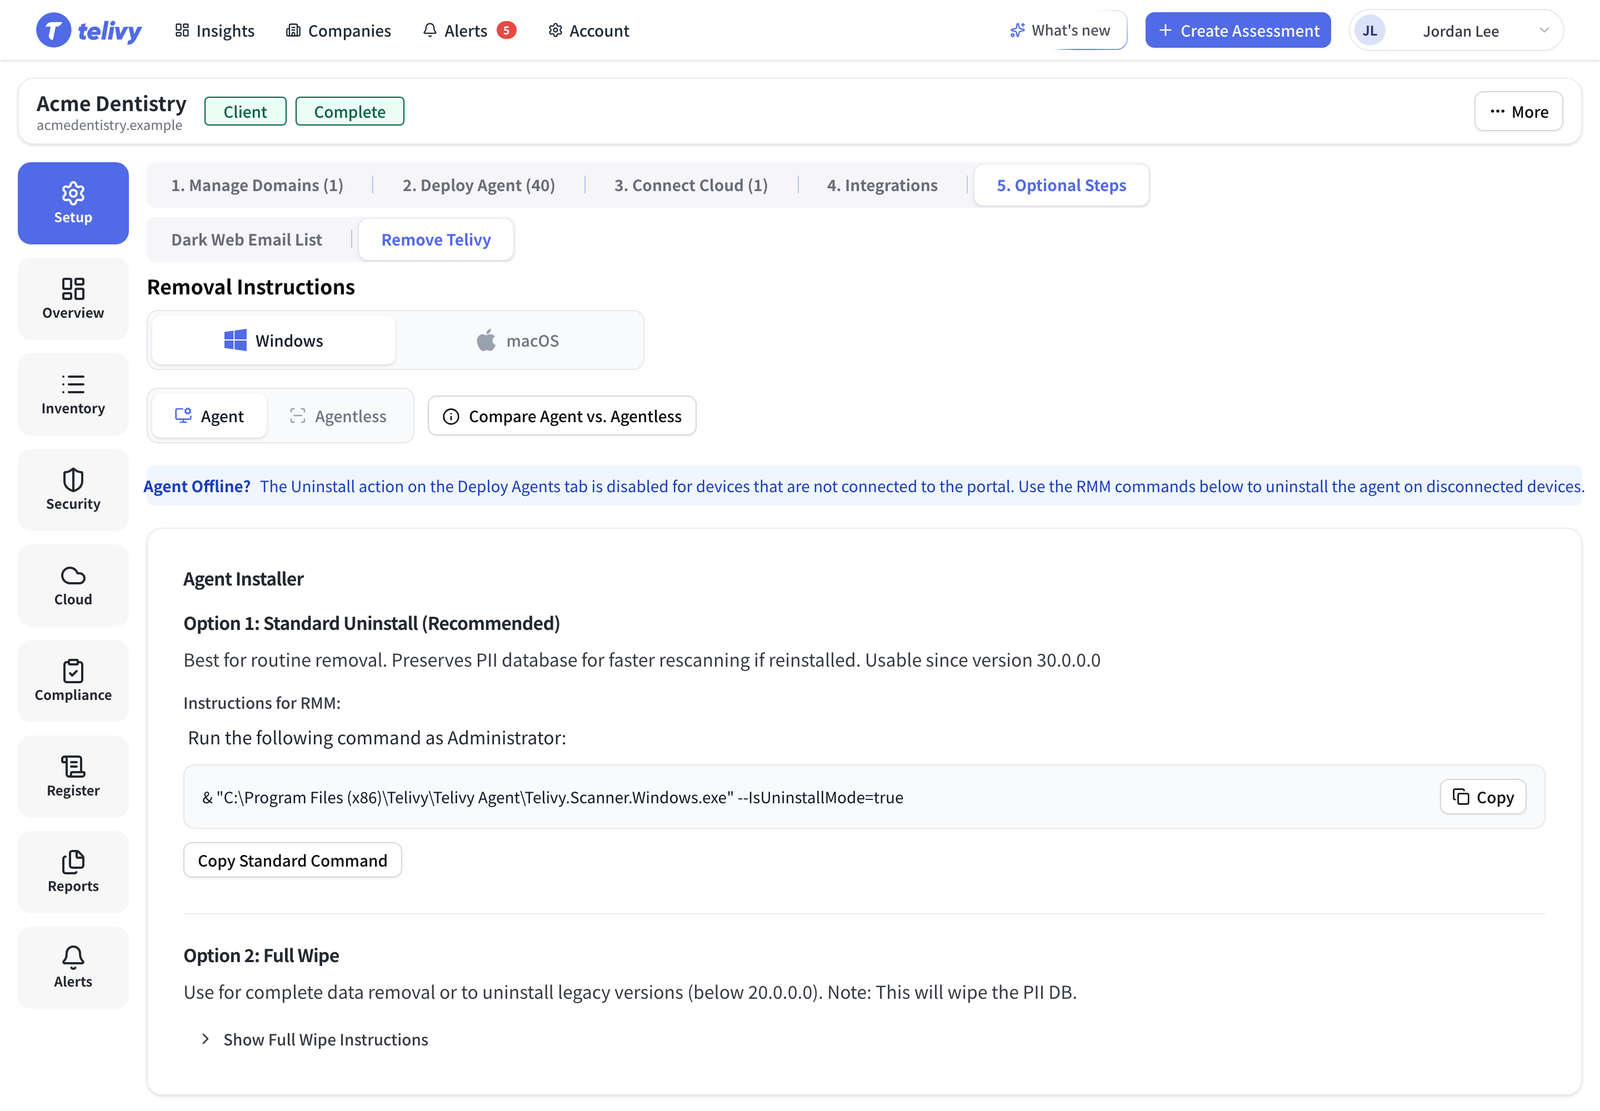 telivy
Insights
Companies
Alerts 5
Account
What's new
+ Create Assessment
JL Jordan Lee
Acme Dentistry
acmedentistry.example
Client
Complete
··· More
Setup
Overview
Inventory
Security
Cloud
Compliance
Register
Reports
Alerts
1. Manage Domains (1)
2. Deploy Agent (40)
3. Connect Cloud (1)
4. Integrations
5. Optional Steps
Dark Web Email List
Remove Telivy
Removal Instructions
Windows
macOS
Agent
Agentless
Compare Agent vs. Agentless
Agent Offline? The Uninstall action on the Deploy Agents tab is disabled for devices that are not connected to the portal. Use the RMM commands below to uninstall the agent on disconnected devices.
Agent Installer
Option 1: Standard Uninstall (Recommended)
Best for routine removal. Preserves PII database for faster rescanning if reinstalled. Usable since version 30.0.0.0
Instructions for RMM:
Run the following command as Administrator:
& "C:\Program Files (x86)\Telivy\Telivy Agent\Telivy.Scanner.Windows.exe" --IsUninstallMode=true
Copy
Copy Standard Command
Option 2: Full Wipe
Use for complete data removal or to uninstall legacy versions (below 20.0.0.0). Note: This will wipe the PII DB.
Show Full Wipe Instructions